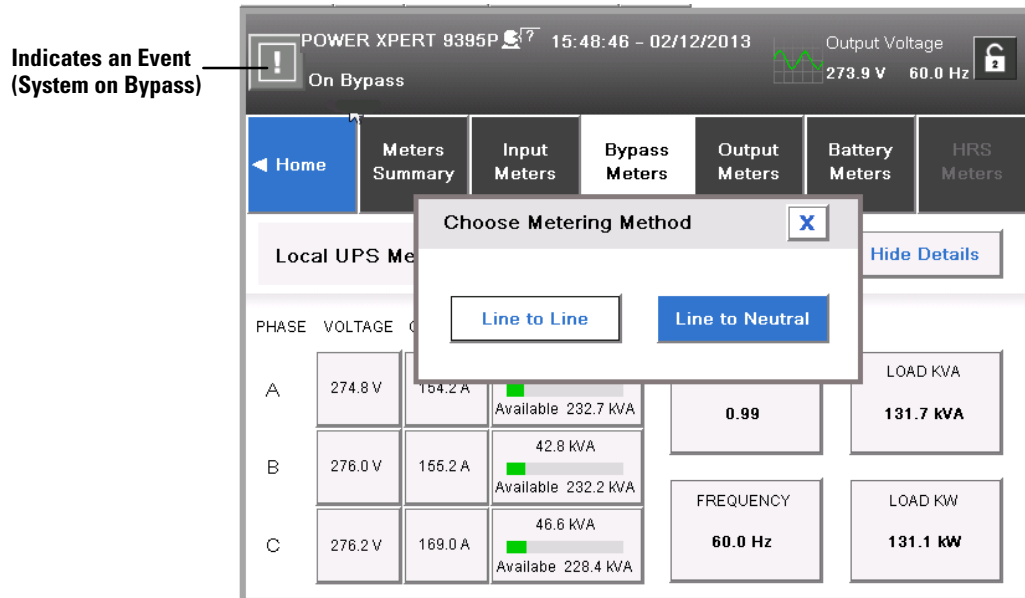 Indicates an Event
(System on Bypass)
!
POWER XPERT 9395P ? 15:48:46 - 02/12/2013
On Bypass
Output Voltage
273.9 V 60.0 Hz
2
Home
Meters
Summary
Input
Meters
Bypass
Meters
Output
Meters
Battery
Meters
HRS
Meters
Choose Metering Method
X
Line to Line
Line to Neutral
Local UPS Me
Hide Details
PHASE VOLTAGE
A 274.8 V 154.2 A
Available 232.7 kVA
B 276.0 V 155.2 A
42.8 kVA
Available 232.2 kVA
C 276.2 V 169.0 A
46.6 kVA
Availabe 228.4 kVA
0.99
LOAD KVA
131.7 kVA
FREQUENCY
60.0 Hz
LOAD KW
131.1 kW